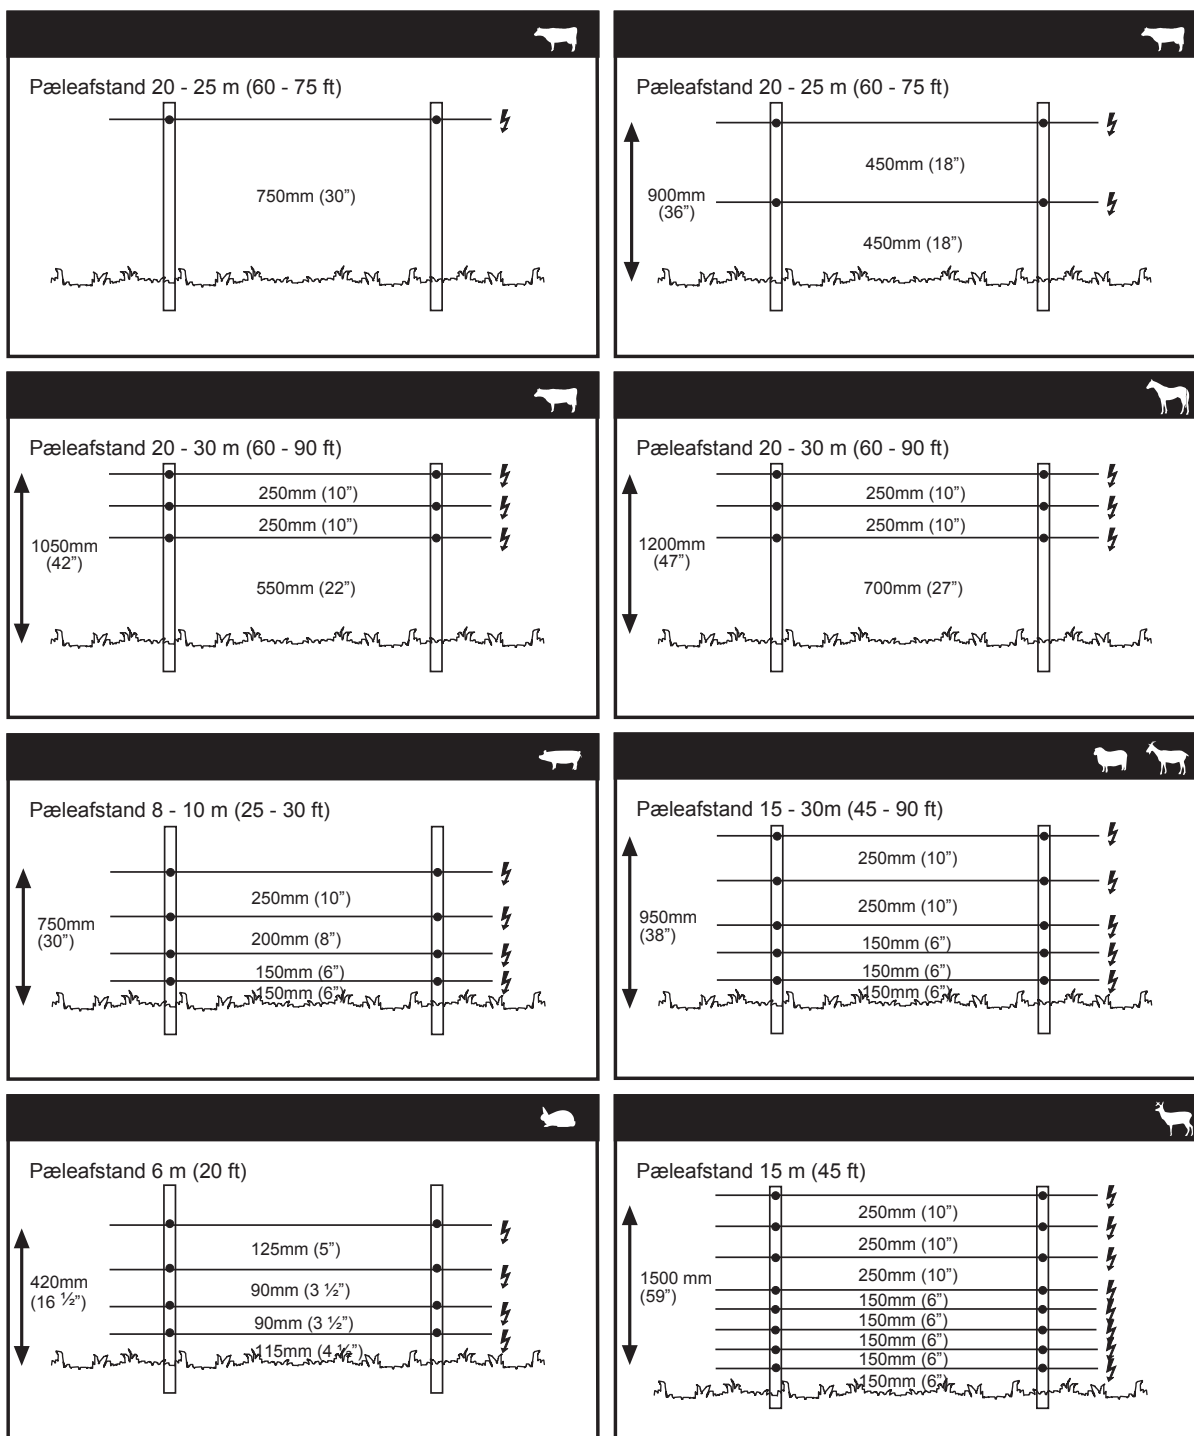 Pæleafstand 20 - 25 m (60 - 75 ft)
750mm (30”)
Pæleafstand 20 - 25 m (60 - 75 ft)
450mm (18”)
900mm
(36”)
450mm (18”)
Pæleafstand 20 - 30 m (60 - 90 ft)
250mm (10”)
250mm (10”)
1050mm
(42”)
550mm (22”)
Pæleafstand 20 - 30 m (60 - 90 ft)
250mm (10”)
250mm (10”)
1200mm
(47”)
700mm (27”)
Pæleafstand 8 - 10 m (25 - 30 ft)
250mm (10”)
750mm
(30”)
200mm (8”)
150mm (6”)
150mm (6”)
Pæleafstand 15 - 30m (45 - 90 ft)
250mm (10”)
250mm (10”)
950mm
(38”)
150mm (6”)
150mm (6”)
150mm (6”)
Pæleafstand 6 m (20 ft)
125mm (5”)
420mm
(16 ½”)
90mm (3 ½”)
90mm (3 ½”)
115mm (4 ½”)
Pæleafstand 15 m (45 ft)
250mm (10”)
250mm (10”)
250mm (10”)
1500 mm
(59”)
150mm (6”)
150mm (6”)
150mm (6”)
150mm (6”)
150mm (6”)